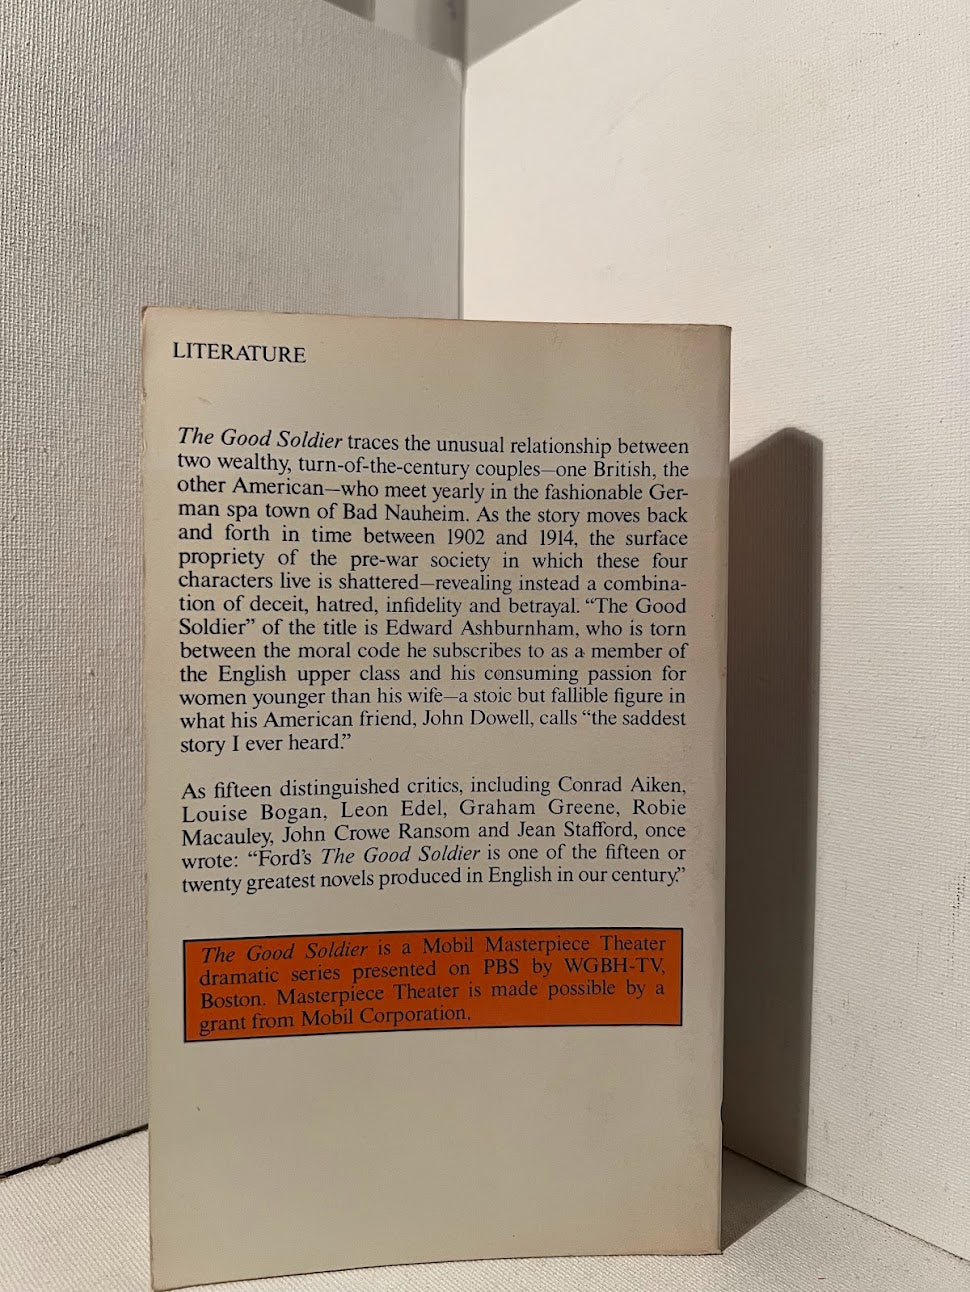 LITERATURE
The Good Soldier traces the unusual relationship between
two wealthy, turn-of-the-century couples—one British, the
other American—who meet yearly in the fashionable Ger-
man spa town of Bad Nauheim. As the story moves back
and forth in time between 1902 and 1914, the surface
propriety of the pre-war society in which these four
characters live is shattered—revealing instead a combina-
tion of deceit, hatred, infidelity and betrayal. “The Good
Soldier” of the title is Edward Ashburnham, who is torn
between the moral code he subscribes to as a member of
the English upper class and his consuming passion for
women younger than his wife—a stoic but fallible figure in
what his American friend, John Dowell, calls “the saddest
story I ever heard.”
As fifteen distinguished critics, including Conrad Aiken,
Louise Bogan, Leon Edel, Graham Greene, Robie
Macauley, John Crowe Ransom and Jean Stafford, once
wrote: “Ford’s The Good Soldier is one of the fifteen or
twenty greatest novels produced in English in our century.”
The Good Soldier is a Mobil Masterpiece Theater
dramatic series presented on PBS by WGBH-TV,
Boston. Masterpiece Theater is made possible by a
grant from Mobil Corporation.